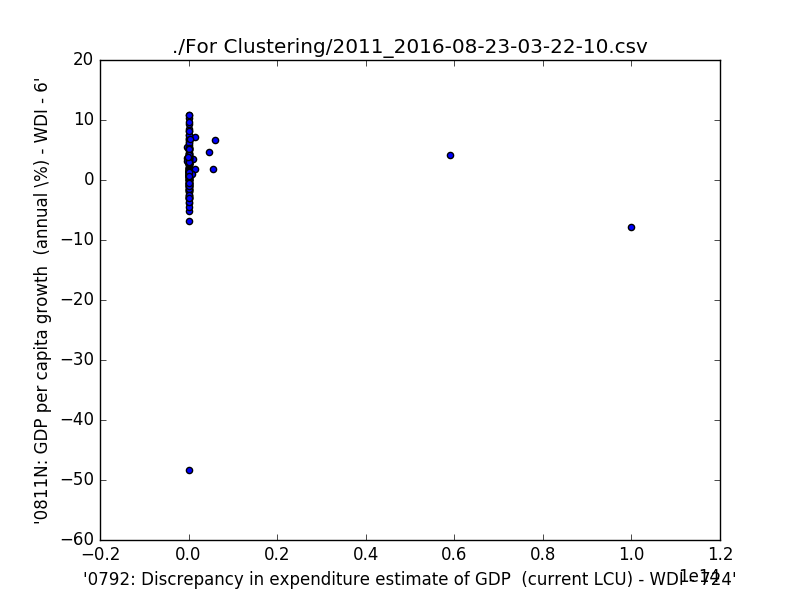 ./For Clustering/2011_2016-08-23-03-22-10.csv
20
10
0
−10
−20
−30
−40
−50
−60
'0811N: GDP per capita growth  (annual \%) - WDI - 6'
−0.2 0.0 0.2 0.4 0.6 0.8 1.0 1.2
1e14
'0792: Discrepancy in expenditure estimate of GDP  (current LCU) - WDI - 724'